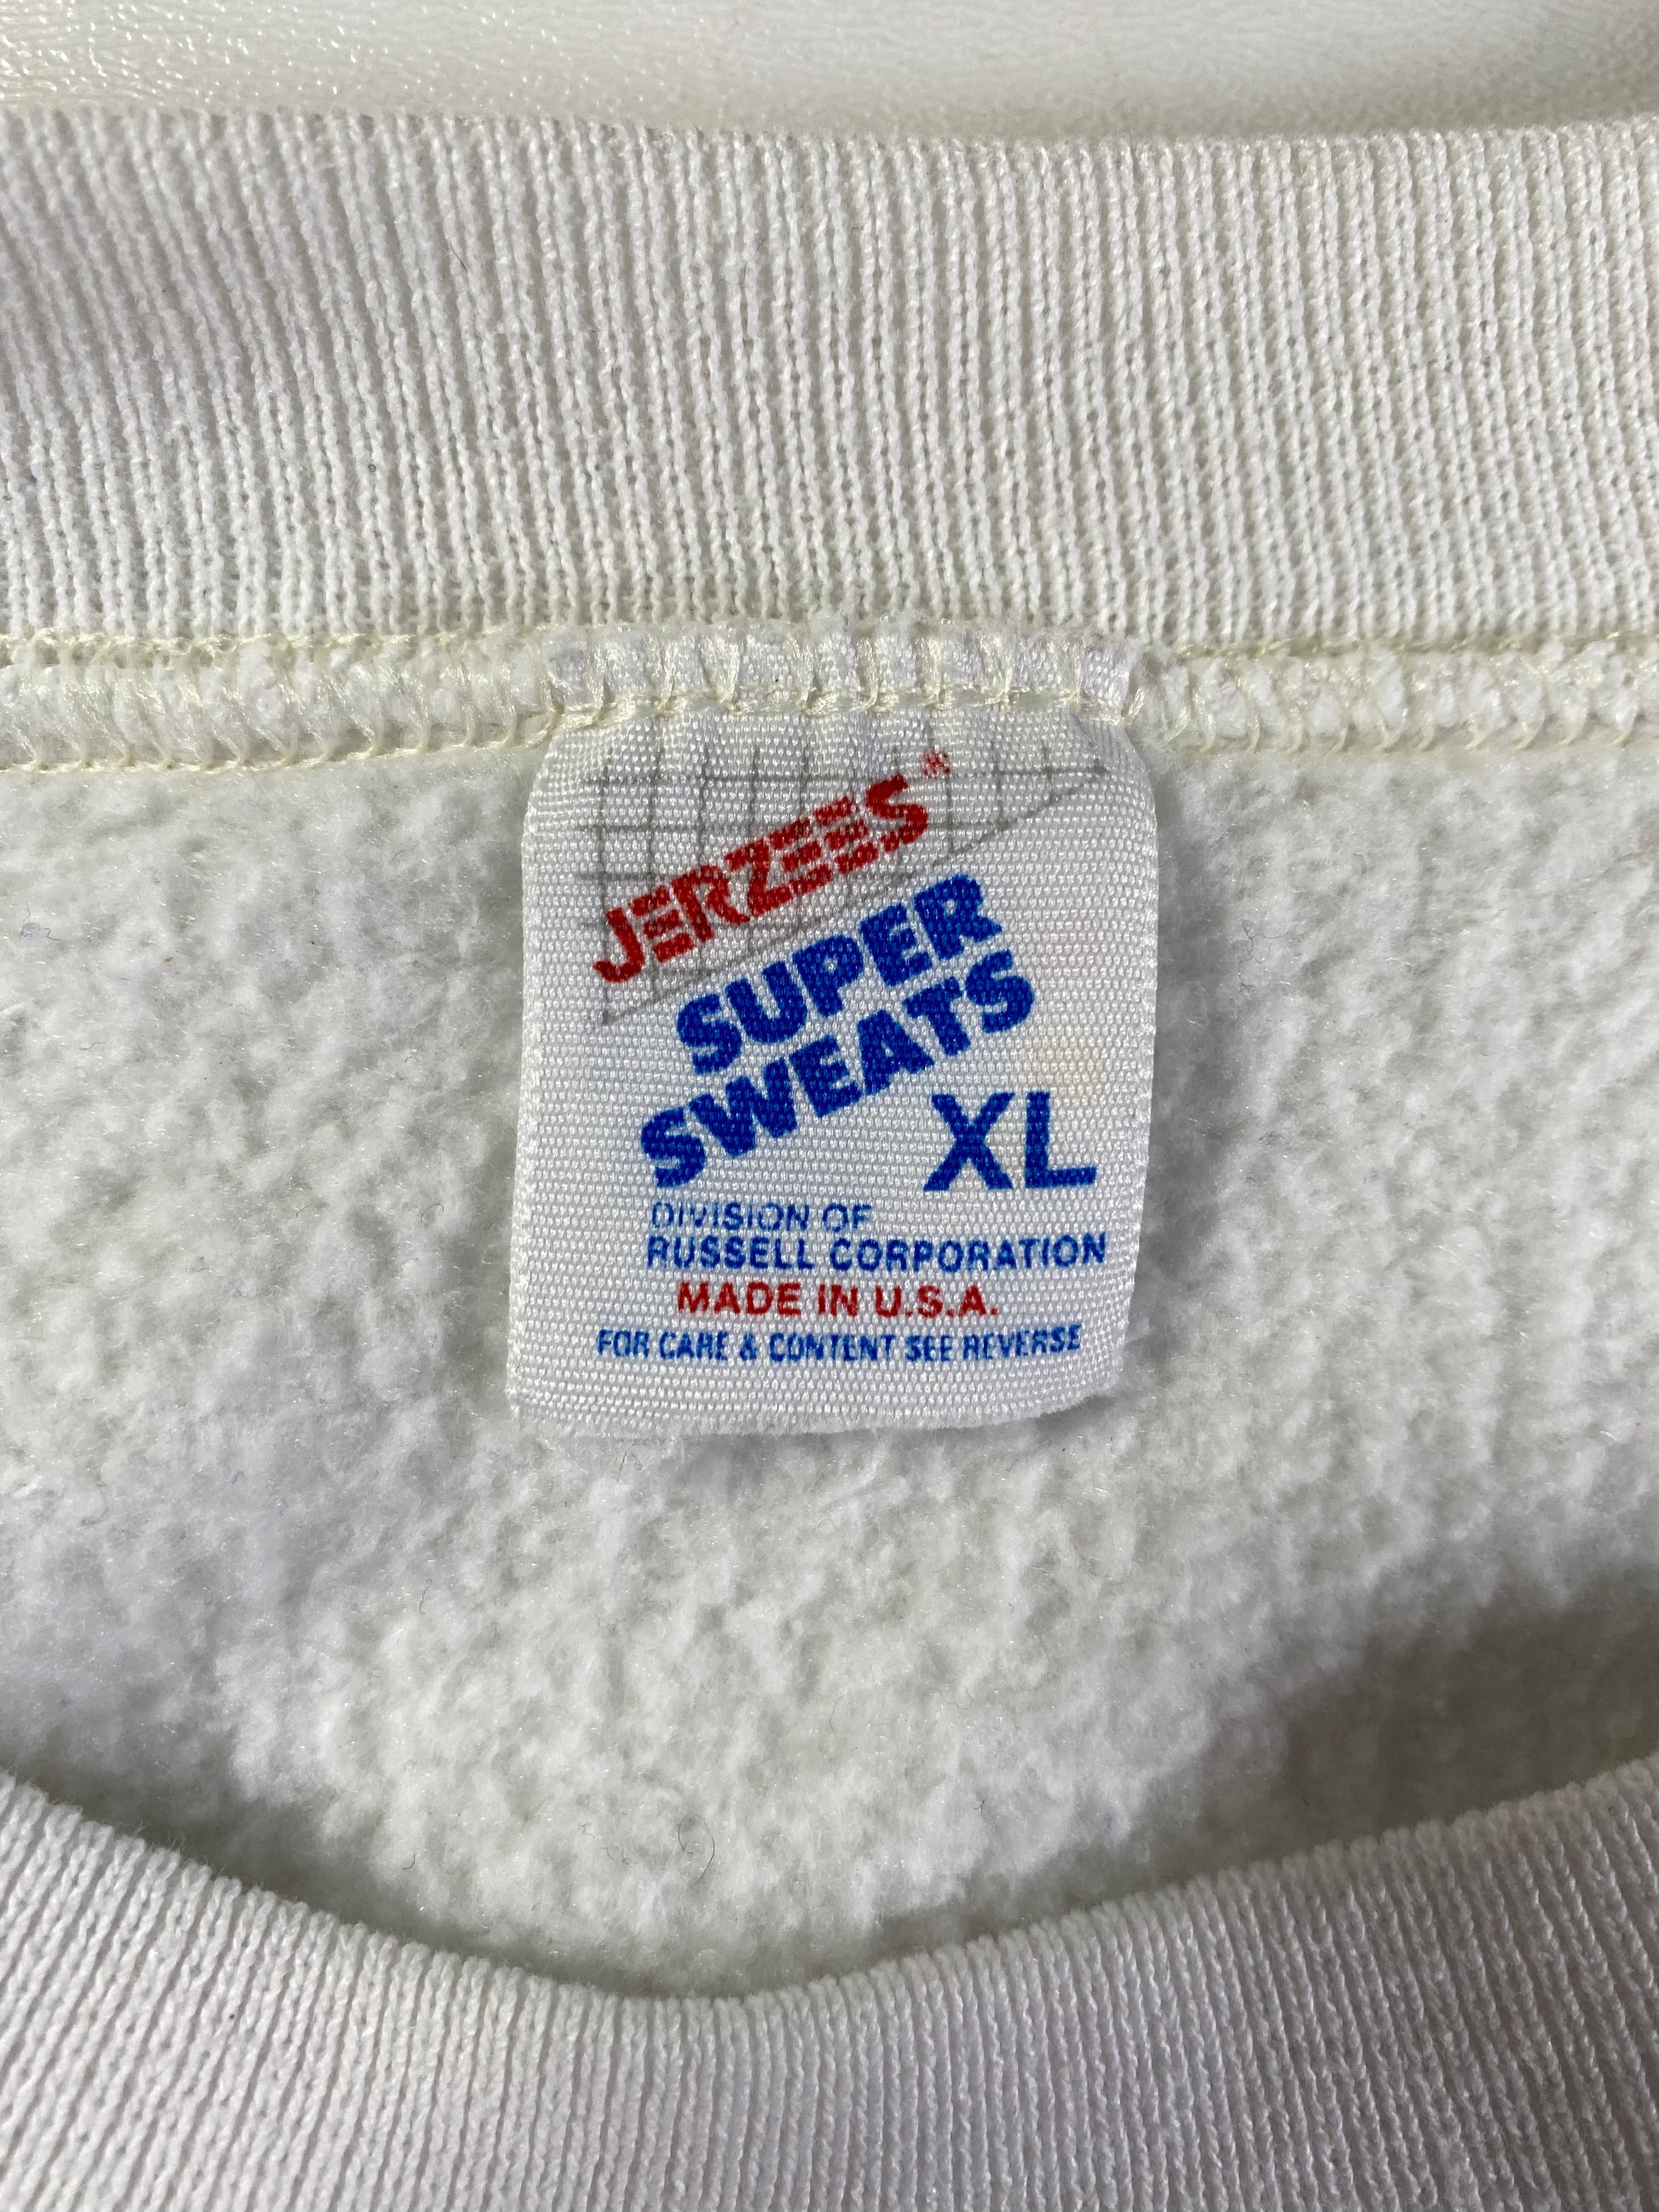 JERZEES®
SUPER
SWEATS
XL
DIVISION OF
RUSSELL CORPORATION
MADE IN U.S.A.
FOR CARE & CONTENT SEE REVERSE